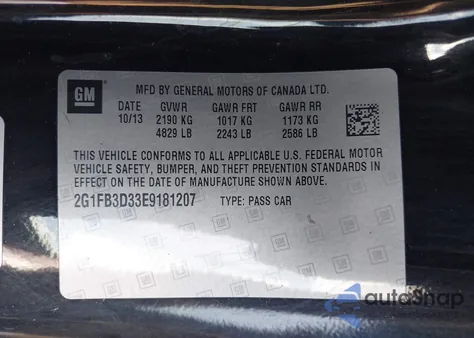 GM
MFD BY GENERAL MOTORS OF CANADA LTD.
DATE GVWR GAWR FRT GAWR RR
10/13 2190 KG 1017 KG 1173 KG
4829 LB 2243 LB 2586 LB
THIS VEHICLE CONFORMS TO ALL APPLICABLE U.S. FEDERAL MOTOR
VEHICLE SAFETY, BUMPER, AND THEFT PREVENTION STANDARDS IN
EFFECT ON THE DATE OF MANUFACTURE SHOWN ABOVE.
2G1FB3D33E9181207 TYPE: PASS CAR
autoShap